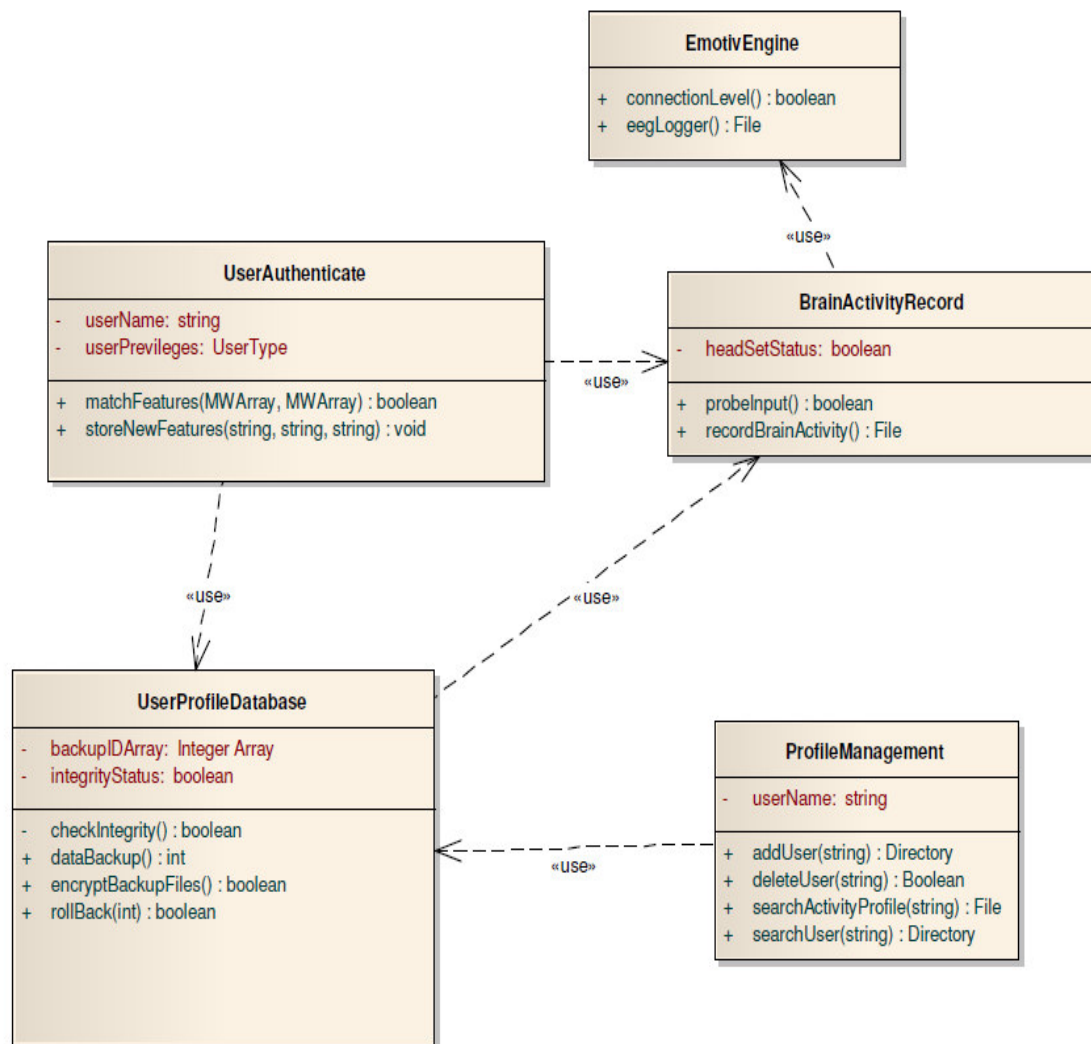 EmotivEngine
+ connectionLevel() : boolean
+ eegLogger() : File
«use»
UserAuthenticate
- userName: string
- userPrevileges: UserType
+ matchFeatures(MWArray, MWArray) : boolean
+ storeNewFeatures(string, string, string) : void
«use»
BrainActivityRecord
- headSetStatus: boolean
+ probeInput() : boolean
+ recordBrainActivity() : File
«use»
«use»
UserProfileDatabase
- backupIDArray: Integer Array
- integrityStatus: boolean
- checkIntegrity() : boolean
+ dataBackup() : int
+ encryptBackupFiles() : boolean
+ rollBack(int) : boolean
«use»
ProfileManagement
- userName: string
+ addUser(string) : Directory
+ deleteUser(string) : Boolean
+ searchActivityProfile(string) : File
+ searchUser(string) : Directory